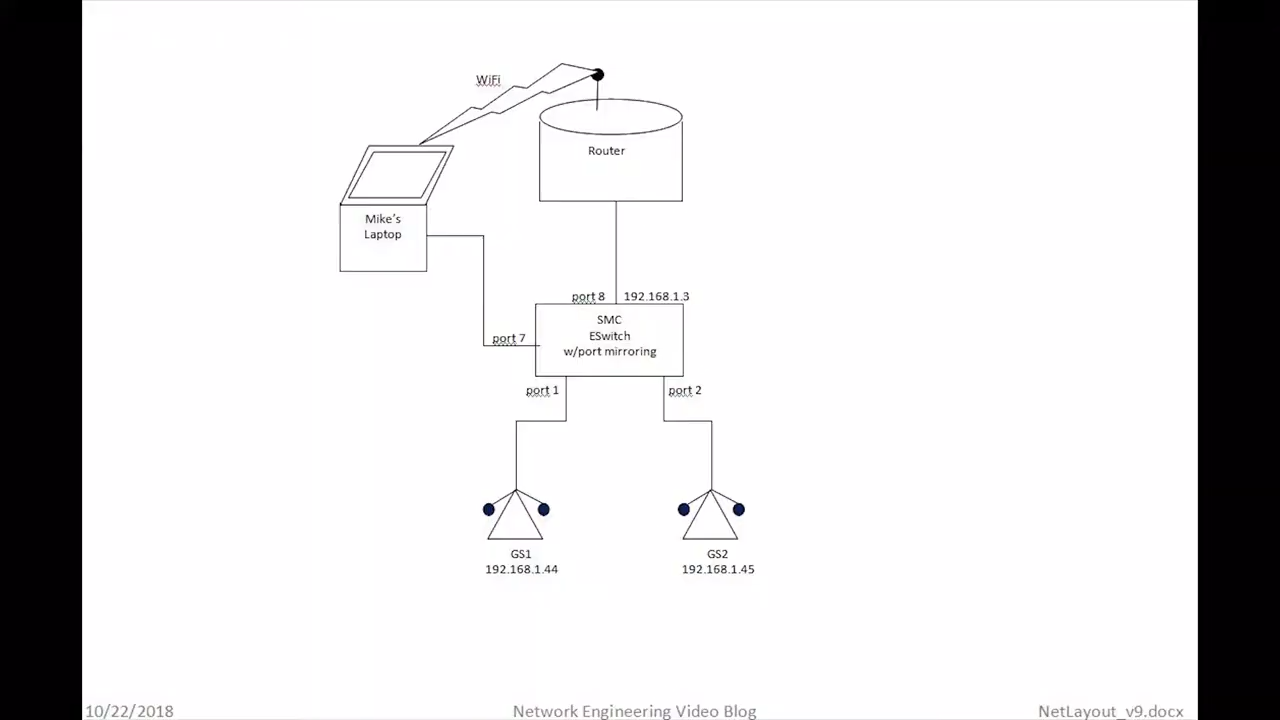 WiFi
Router
Mike's
Laptop
port 8
192.168.1.3
SMC
ESwitch
w/port mirroring
port 7
port 1
port 2
GS1
192.168.1.44
GS2
192.168.1.45
10/22/2018
Network Engineering Video Blog
NetLayout_v9.docx